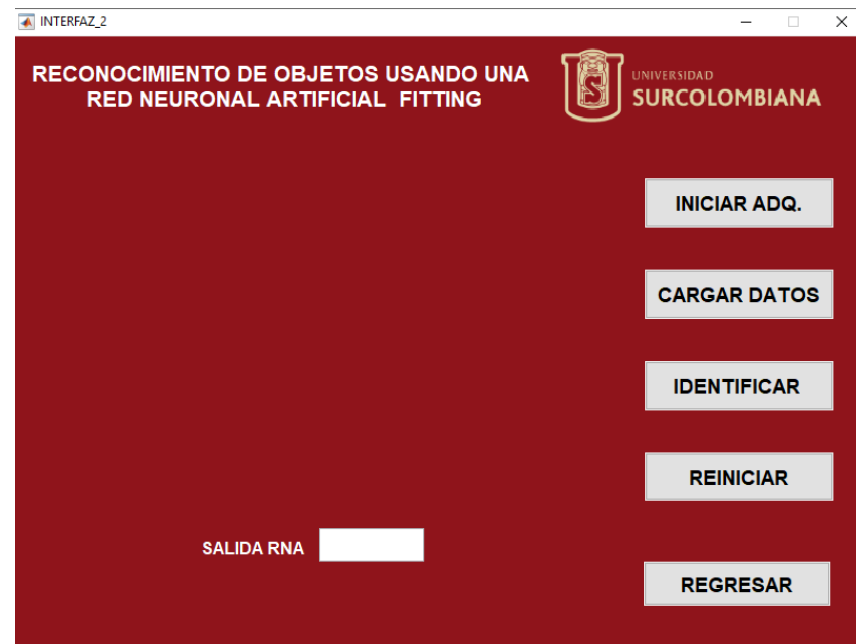 INTERFAZ_2
RECONOCIMIENTO DE OBJETOS USANDO UNA
RED NEURONAL ARTIFICIAL FITTING
UNIVERSIDAD
SURCOLOMBIANA
INICIAR ADQ.
CARGAR DATOS
IDENTIFICAR
REINICIAR
SALIDA RNA
REGRESAR